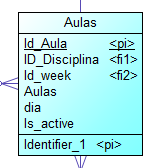 Aulas
Id_Aula <pi>
ID_Disciplina <fi1>
Id_week <fi2>
Aulas
dia
Is_active
Identifier_1 <pi>